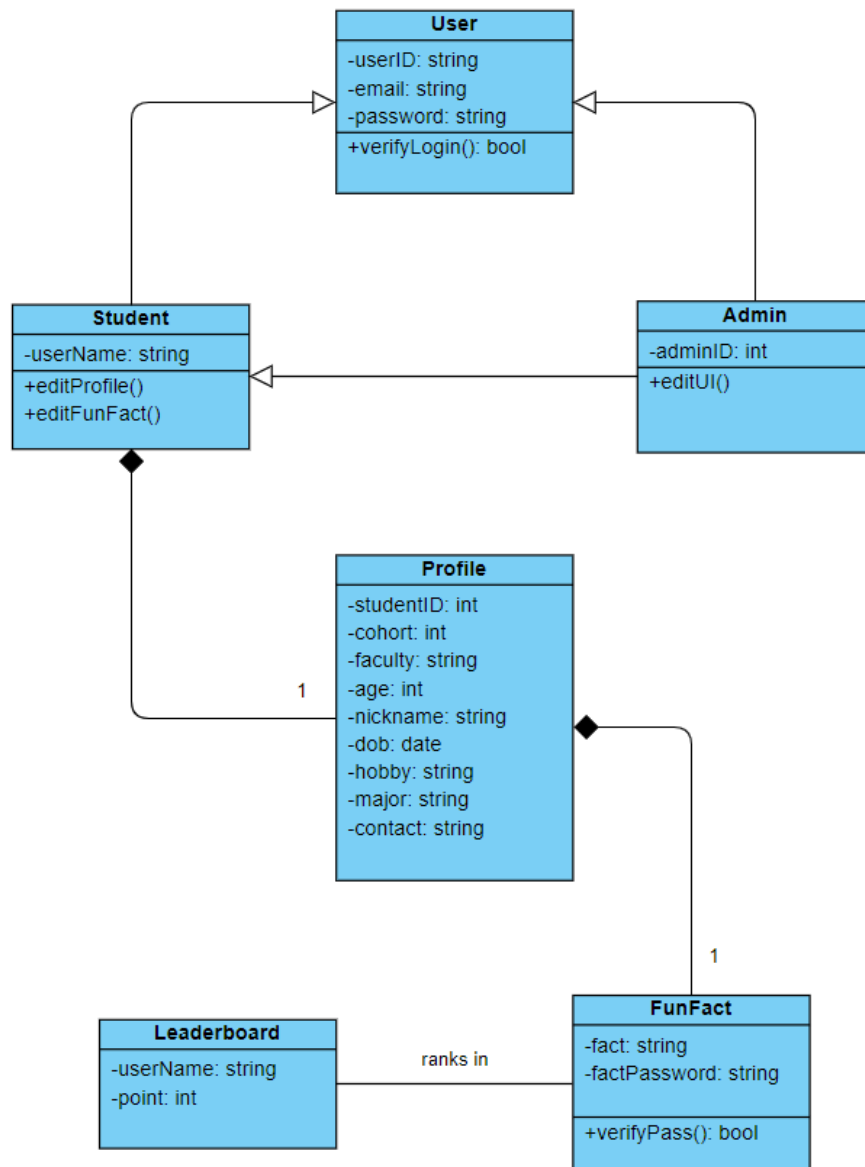 User
-userID: string
-email: string
-password: string
+verifyLogin(): bool
Student
-userName: string
+editProfile()
+editFunFact()
Admin
-adminID: int
+editUI()
Profile
-studentID: int
-cohort: int
-faculty: string
-age: int
-nickname: string
-dob: date
-hobby: string
-major: string
-contact: string
1
1
Leaderboard
-userName: string
-point: int
ranks in
FunFact
-fact: string
-factPassword: string
+verifyPass(): bool